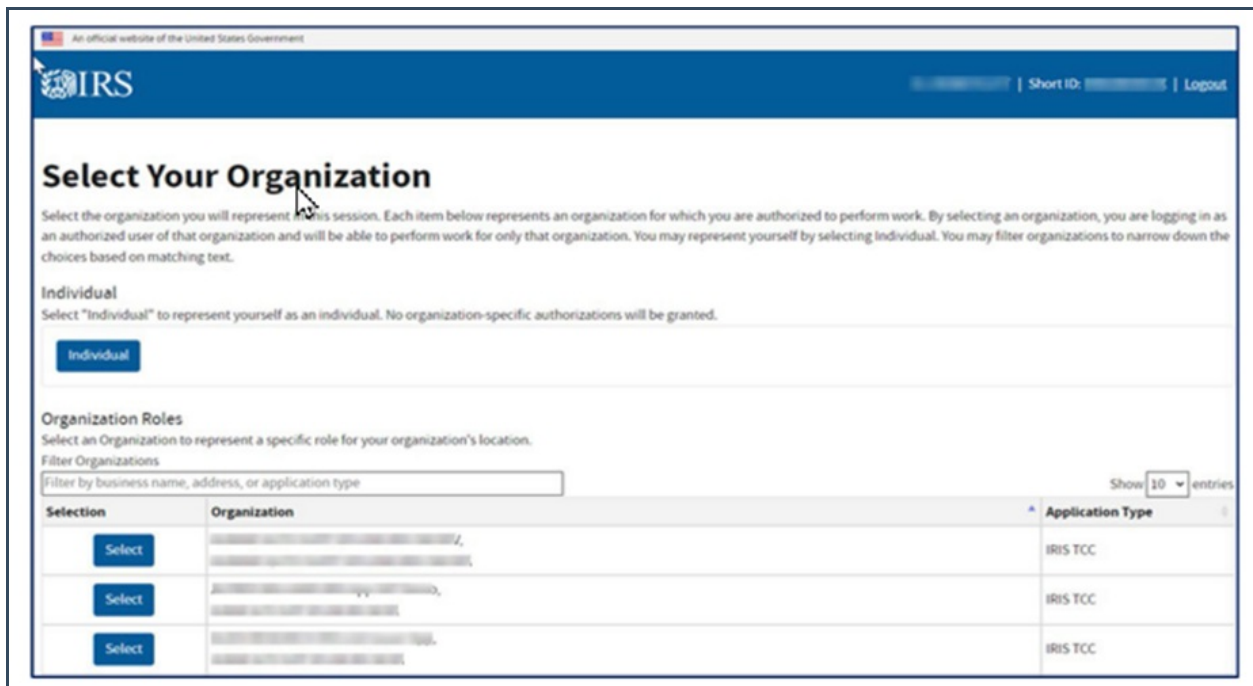 An official website of the United States Government
IRS
| Short ID: | Logout
Select Your Organization
Select the organization you will represent this session. Each item below represents an organization for which you are authorized to perform work. By selecting an organization, you are logging in as
an authorized user of that organization and will be able to perform work for only that organization. You may represent yourself by selecting Individual. You may filter organizations to narrow down the
choices based on matching text.
Individual
Select "Individual" to represent yourself as an individual. No organization-specific authorizations will be granted.
Individual
Organization Roles
Select an Organization to represent a specific role for your organization's location.
Filter Organizations
Filter by business name, address, or application type
Show 10 entries
Selection Organization Application Type
Select IRIS TCC
Select IRIS TCC
Select IRIS TCC